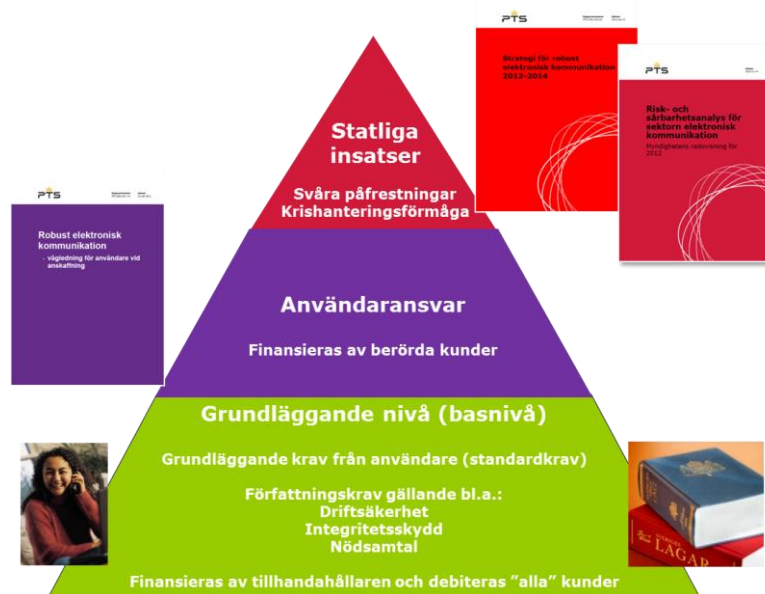 PTS
Strategi för robust
elektronisk kommunikation
2012-2014
PTS
Risk- och
sårbarhetsanalys för
sektorn elektronisk
kommunikation
Myndighetens redovisning för
2012
Statliga
insatser
Svåra påfrestningar
Krishanteringsförmåga
PTS
Robust elektronisk
kommunikation
- vägledning för användare vid
anskaffning
Användaransvar
Finansieras av berörda kunder
Grundläggande nivå (basnivå)
Grundläggande krav från användare (standardkrav)
Författningskrav gällande bl.a.:
Driftsäkerhet
Integritetsskydd
Nödsamtal
Finansieras av tillhandahållaren och debiteras ”alla” kunder
SVERIGES
LAGAR